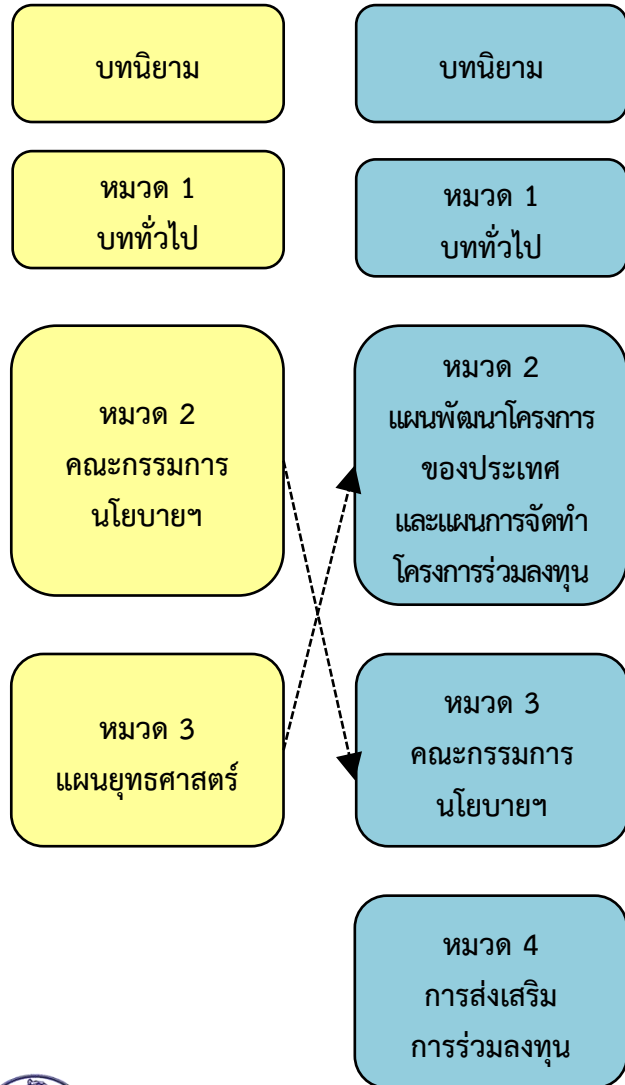 บทนิยาม
หมวด 1
บททั่วไป
หมวด 2
คณะกรรมการ
นโยบายฯ
หมวด 3
แผนยุทธศาสตร์
บทนิยาม
หมวด 1
บททั่วไป
หมวด 2
แผนพัฒนาโครงการ
ของประเทศ
และแผนการจัดทำ
โครงการร่วมลงทุน
หมวด 3
คณะกรรมการ
นโยบายฯ
หมวด 4
การส่งเสริม
การร่วมลงทุน